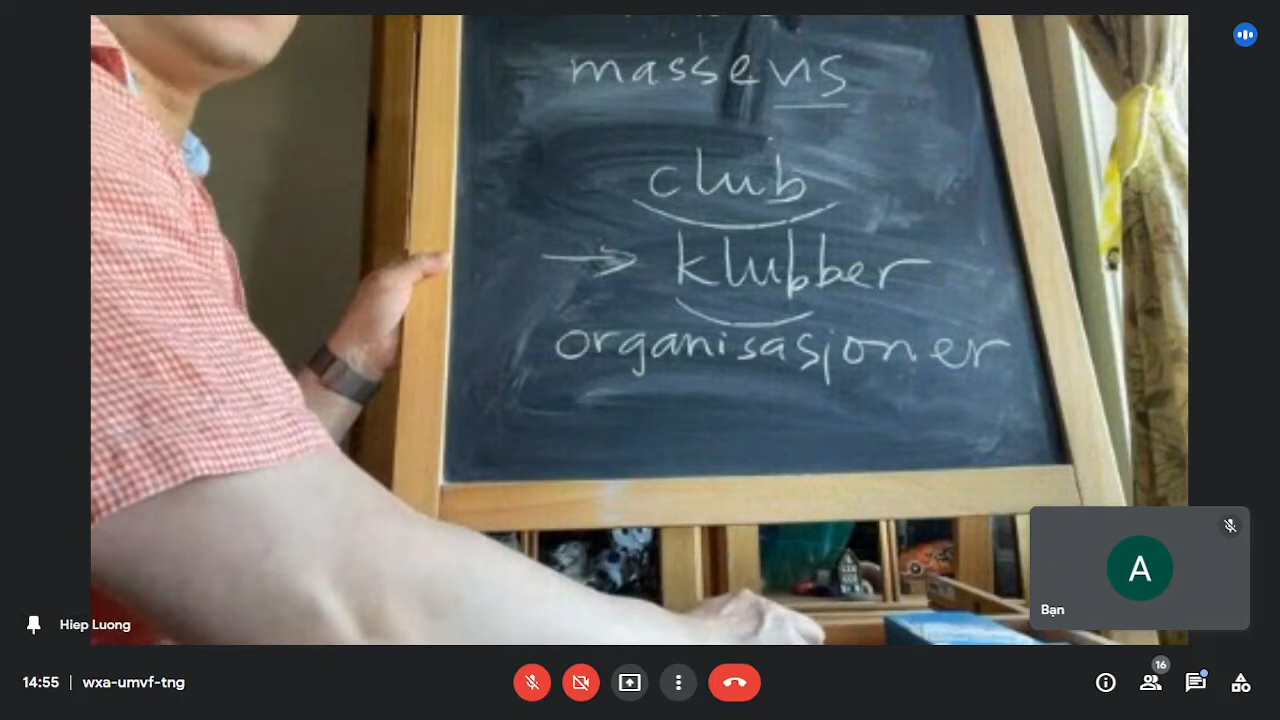 massevis
club
→ klubber
organisasjoner
A
Bạn
Hiep Luong
14:55 | wxa-umvf-tng
16